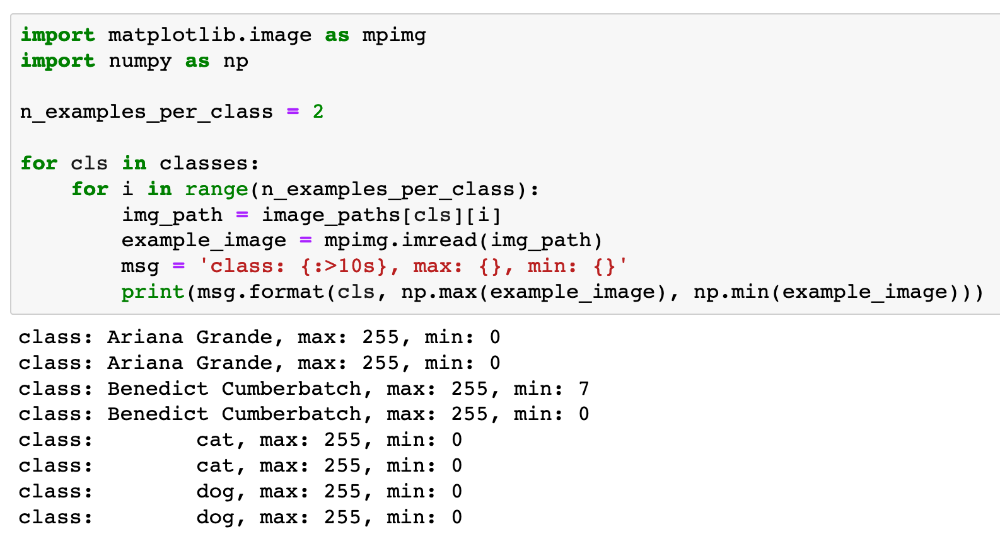 import matplotlib.image as mpimg
import numpy as np

n_examples_per_class = 2

for cls in classes:
    for i in range(n_examples_per_class):
        img_path = image_paths[cls][i]
        example_image = mpimg.imread(img_path)
        msg = 'class: {:>10s}, max: {}, min: {}'
        print(msg.format(cls, np.max(example_image), np.min(example_image)))
class: Ariana Grande, max: 255, min: 0
class: Ariana Grande, max: 255, min: 0
class: Benedict Cumberbatch, max: 255, min: 7
class: Benedict Cumberbatch, max: 255, min: 0
class:        cat, max: 255, min: 0
class:        cat, max: 255, min: 0
class:        dog, max: 255, min: 0
class:        dog, max: 255, min: 0